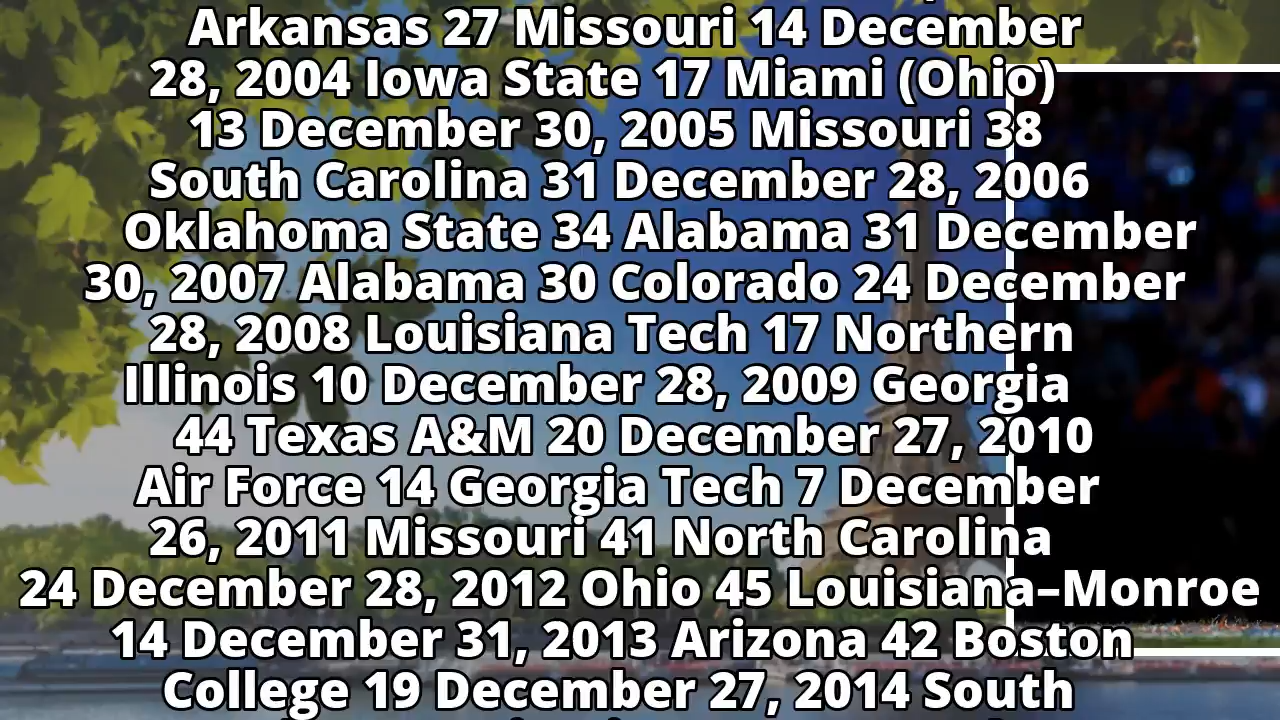 Arkansas 27 Missouri 14 December
28, 2004 Iowa State 17 Miami (Ohio)
13 December 30, 2005 Missouri 38
South Carolina 31 December 28, 2006
Oklahoma State 34 Alabama 31 December
30, 2007 Alabama 30 Colorado 24 December
28, 2008 Louisiana Tech 17 Northern
Illinois 10 December 28, 2009 Georgia
44 Texas A&M 20 December 27, 2010
Air Force 14 Georgia Tech 7 December
26, 2011 Missouri 41 North Carolina
24 December 28, 2012 Ohio 45 Louisiana–Monroe
14 December 31, 2013 Arizona 42 Boston
College 19 December 27, 2014 South